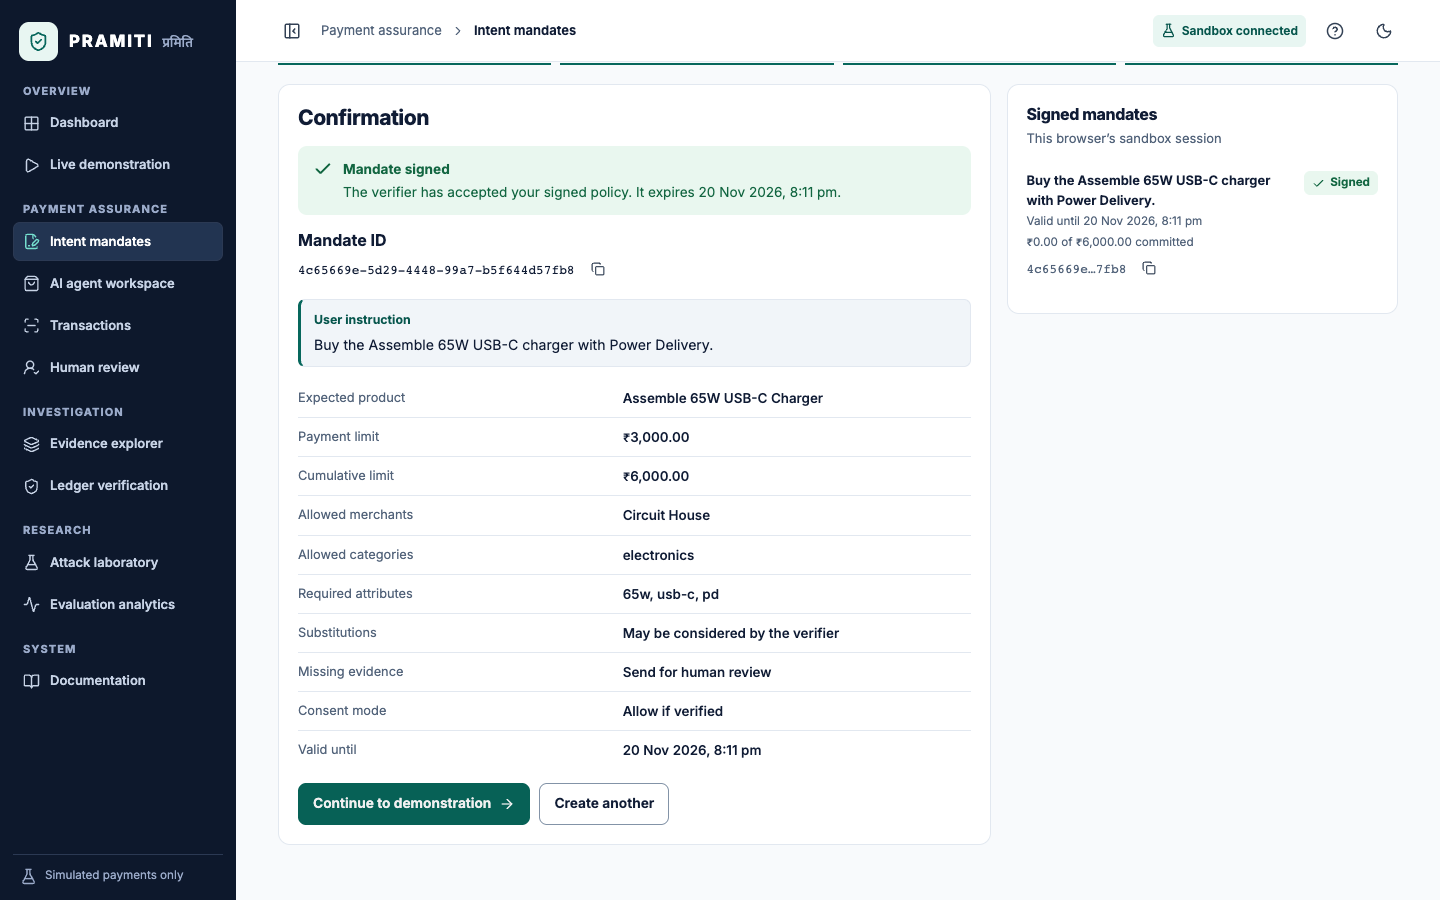 PRAMITI प्रमिति
OVERVIEW
Dashboard
Live demonstration
PAYMENT ASSURANCE
Intent mandates
AI agent workspace
Transactions
Human review
INVESTIGATION
Evidence explorer
Ledger verification
RESEARCH
Attack laboratory
Evaluation analytics
SYSTEM
Documentation
Simulated payments only
Payment assurance > Intent mandates
Sandbox connected
Confirmation
Mandate signed
The verifier has accepted your signed policy. It expires 20 Nov 2026, 8:11 pm.
Mandate ID
4c65669e-5d29-4448-99a7-b5f644d57fb8
User instruction
Buy the Assemble 65W USB-C charger with Power Delivery.
Expected product Assemble 65W USB-C Charger
Payment limit ₹3,000.00
Cumulative limit ₹6,000.00
Allowed merchants Circuit House
Allowed categories electronics
Required attributes 65w, usb-c, pd
Substitutions May be considered by the verifier
Missing evidence Send for human review
Consent mode Allow if verified
Valid until 20 Nov 2026, 8:11 pm
Continue to demonstration →
Create another
Signed mandates
This browser's sandbox session
Buy the Assemble 65W USB-C charger
with Power Delivery.
Signed
Valid until 20 Nov 2026, 8:11 pm
₹0.00 of ₹6,000.00 committed
4c65669e…7fb8